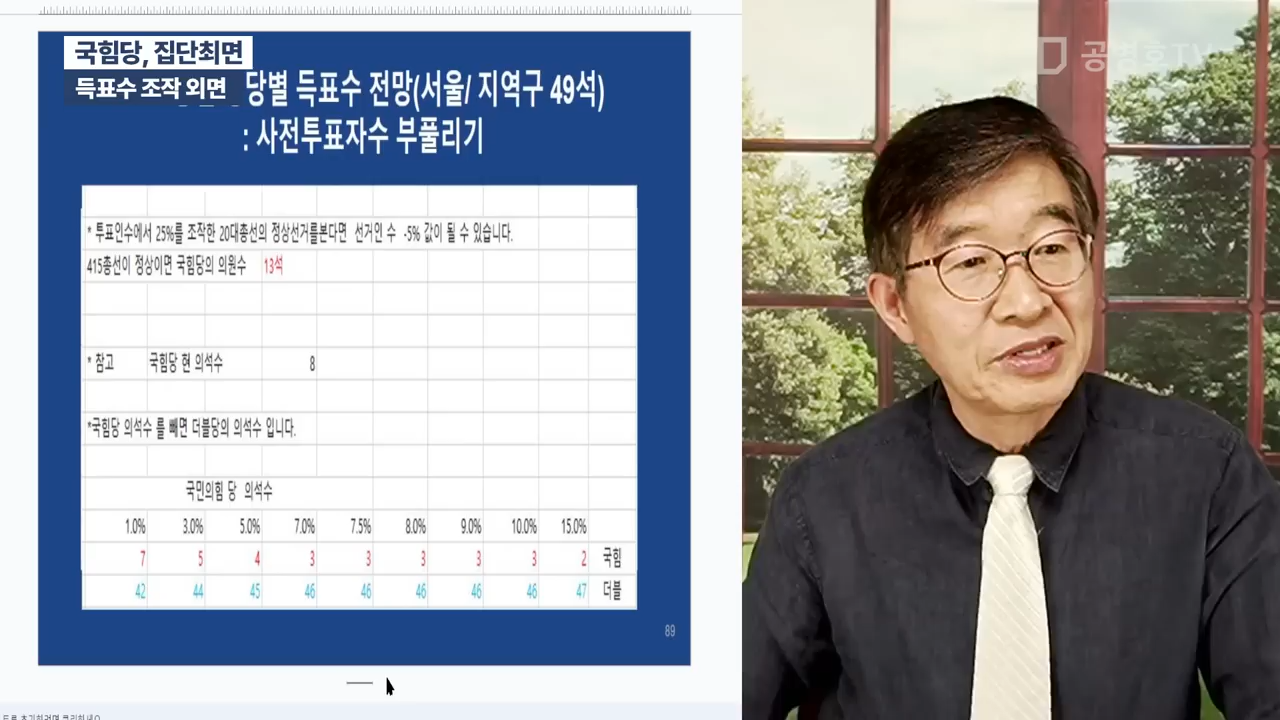 국힘당, 집단최면
득표수 조작 외면
공병호TV
당별 득표수 전망(서울/ 지역구 49석)
: 사전투표자수 부풀리기
* 투표인수에서 25%를 조작한 20대총선의 정상선거를본다면 선거인 수 -5% 값이 될 수 있습니다.
415총선이 정상이면 국힘당의 의원수 13석
* 참고 국힘당 현 의석수 8
*국힘당 의석수 를 빼면 더블당의 의석수 입니다.
국민의힘 당 의석수
1.0% 3.0% 5.0% 7.0% 7.5% 8.0% 9.0% 10.0% 15.0%
7 5 4 3 3 3 3 3 2 국힘
42 44 45 46 46 46 46 46 47 더블
89